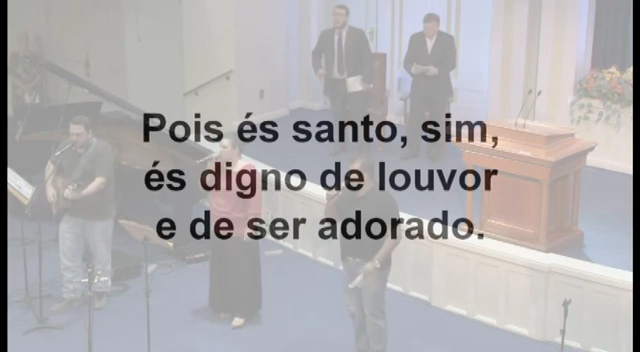 Pois és santo, sim,
és digno de louvor
e de ser adorado.